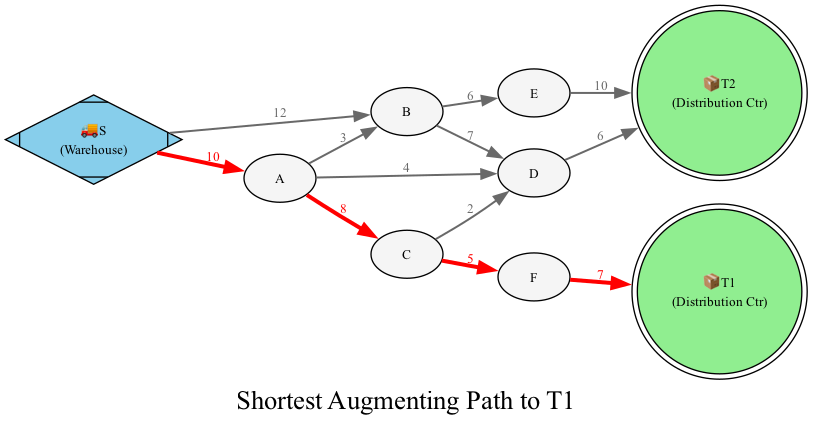 🚚S
(Warehouse)
12
10
A
3
4
8
B
6
7
2
C
5
E
10
D
6
F
7
📦T2
(Distribution Ctr)
📦T1
(Distribution Ctr)
Shortest Augmenting Path to T1